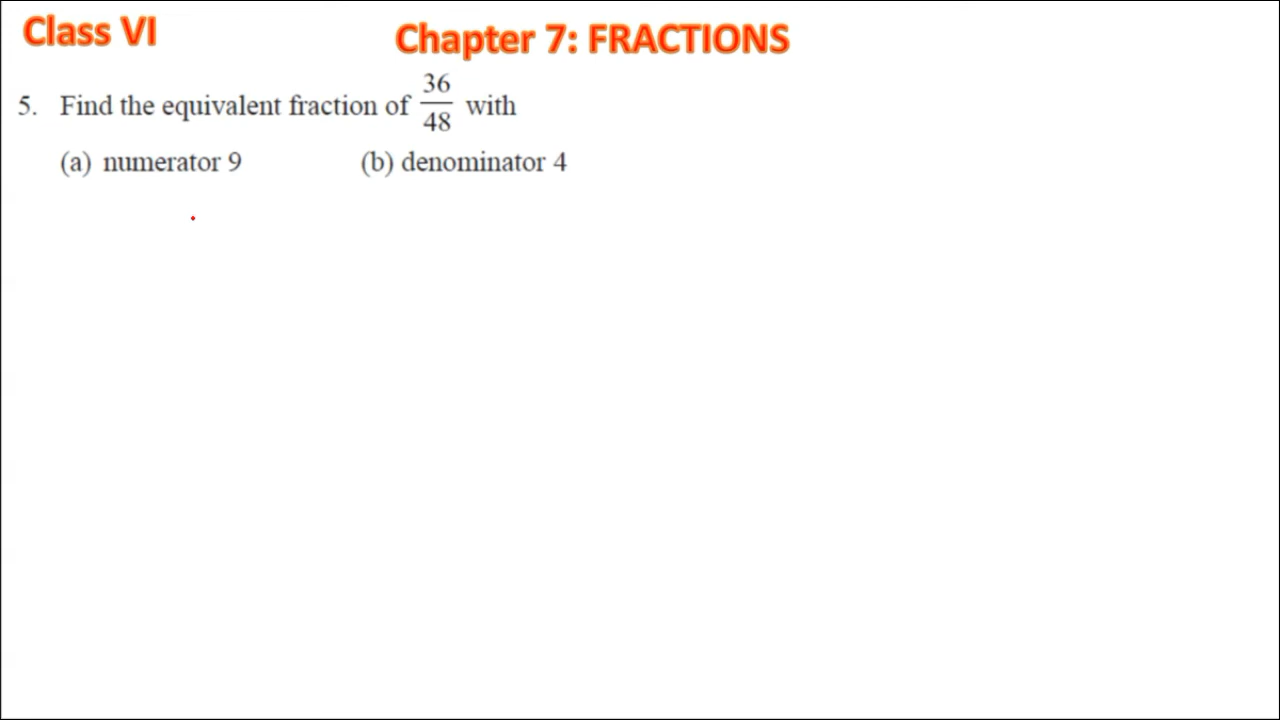 Class VI
Chapter 7: FRACTIONS
5. Find the equivalent fraction of 36/48 with
(a) numerator 9 (b) denominator 4